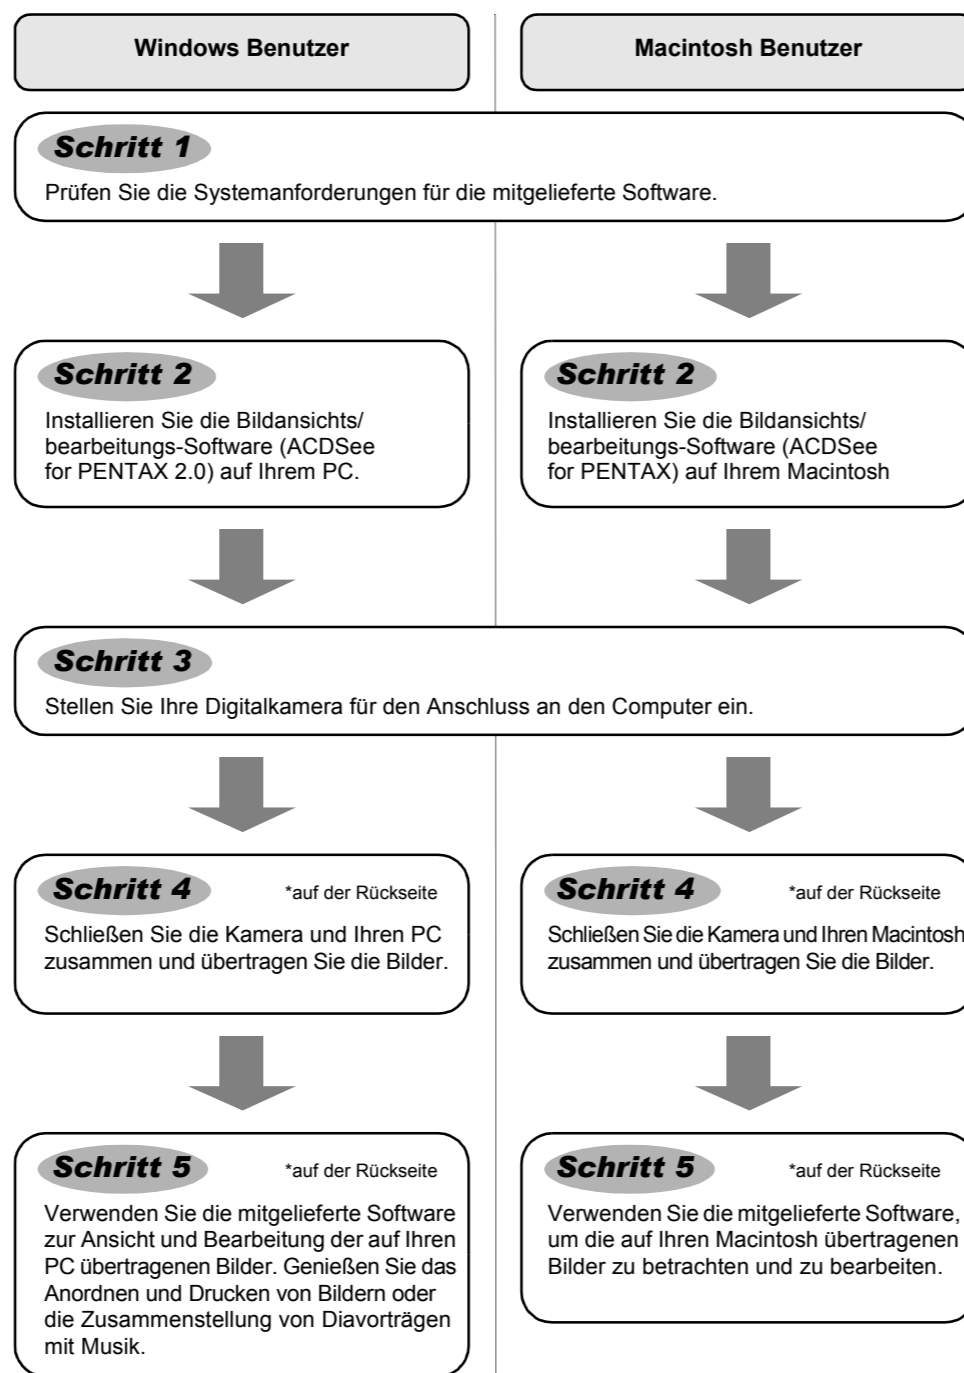 Windows Benutzer
Macintosh Benutzer
Schritt 1
Prüfen Sie die Systemanforderungen für die mitgelieferte Software.
Schritt 2
Installieren Sie die Bildansichts/
bearbeitungs-Software (ACDSee
for PENTAX 2.0) auf Ihrem PC.
Schritt 2
Installieren Sie die Bildansichts/
bearbeitungs-Software (ACDSee
for PENTAX) auf Ihrem Macintosh
Schritt 3
Stellen Sie Ihre Digitalkamera für den Anschluss an den Computer ein.
Schritt 4 *auf der Rückseite
Schließen Sie die Kamera und Ihren PC
zusammen und übertragen Sie die Bilder.
Schritt 4 *auf der Rückseite
Schließen Sie die Kamera und Ihren Macintosh
zusammen und übertragen Sie die Bilder.
Schritt 5 *auf der Rückseite
Verwenden Sie die mitgelieferte Software
zur Ansicht und Bearbeitung der auf Ihren
PC übertragenen Bilder. Genießen Sie das
Anordnen und Drucken von Bildern oder
die Zusammenstellung von Diavorträgen
mit Musik.
Schritt 5 *auf der Rückseite
Verwenden Sie die mitgelieferte Software,
um die auf Ihren Macintosh übertragenen
Bilder zu betrachten und zu bearbeiten.